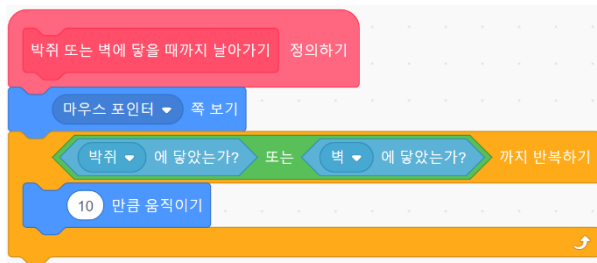 박쥐 또는 벽에 닿을 때까지 날아가기 정의하기
마우스 포인터 쪽 보기
박쥐 에 닿았는가? 또는 벽 에 닿았는가? 까지 반복하기
10 만큼 움직이기